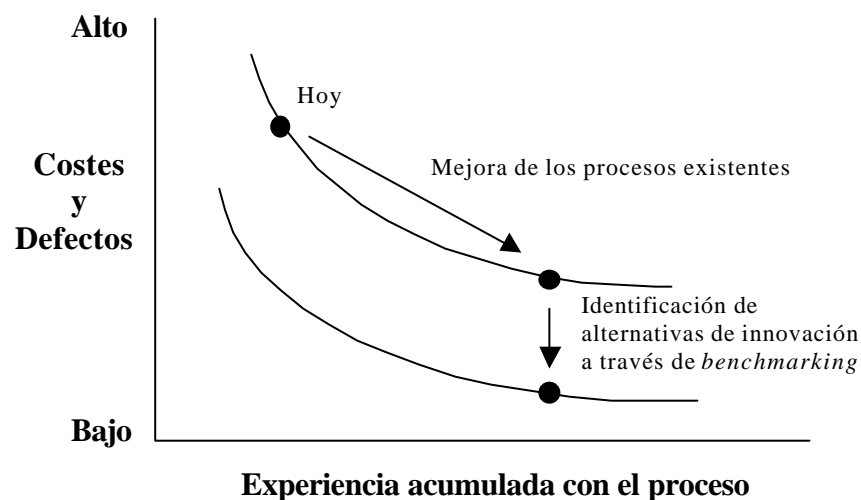 Alto
Hoy
Mejora de los procesos existentes
Costes
y
Defectos
Identificación de
alternativas de innovación
a través de benchmarking
Bajo
Experiencia acumulada con el proceso